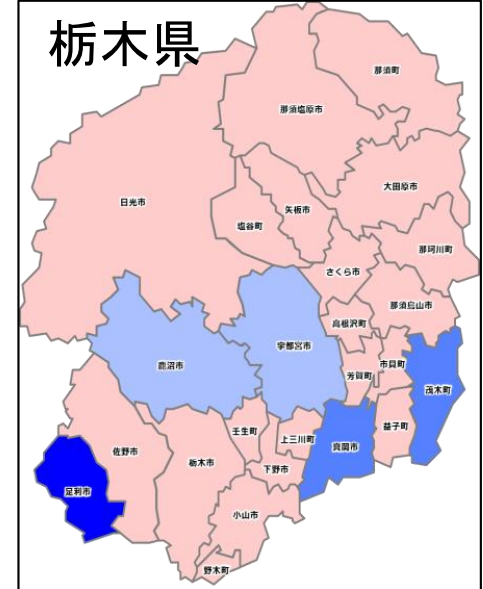 栃木県
那須町
那須塩原市
大田原市
日光市
矢板市
塩谷町
那珂川町
さくら市
那須烏山市
高根沢町
宇都宮市
市貝町
鹿沼市
芳賀町
茂木町
益子町
壬生町
上三川町
真岡市
佐野市
栃木市
下野市
足利市
小山市
野木町